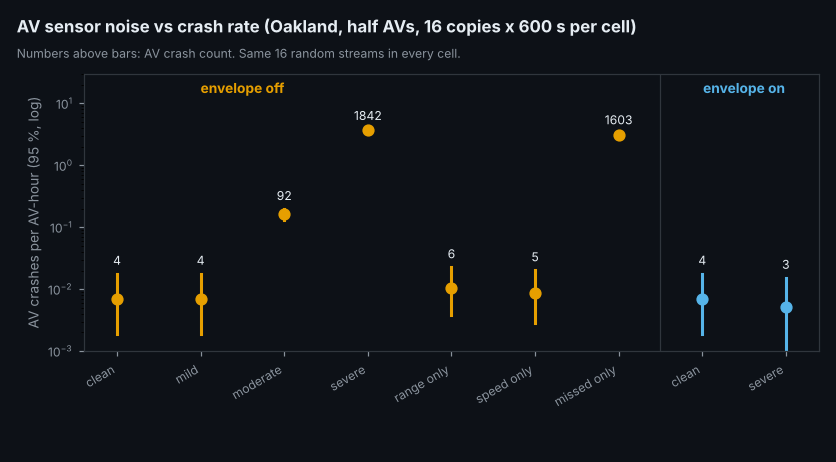 AV sensor noise vs crash rate (Oakland, half AVs, 16 copies x 600 s per cell)
Numbers above bars: AV crash count. Same 16 random streams in every cell.
envelope off
envelope on
AV crashes per AV-hour (95 %, log)
10¹
10⁰
10⁻¹
10⁻²
10⁻³
4
4
92
1842
6
5
1603
4
3
clean
mild
moderate
severe
range only
speed only
missed only
clean
severe